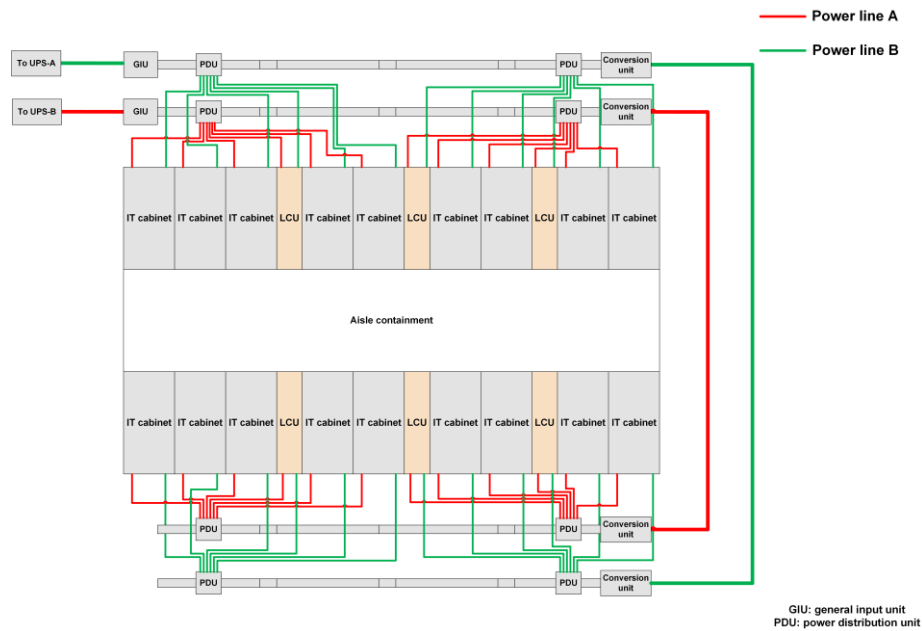 Power line A
Power line B
To UPS-A
GIU
PDU
PDU
Conversion
unit
To UPS-B
GIU
PDU
PDU
Conversion
unit
IT cabinet
IT cabinet
IT cabinet
LCU
IT cabinet
IT cabinet
LCU
IT cabinet
IT cabinet
LCU
IT cabinet
IT cabinet
Aisle containment
IT cabinet
IT cabinet
IT cabinet
LCU
IT cabinet
IT cabinet
LCU
IT cabinet
IT cabinet
LCU
IT cabinet
IT cabinet
PDU
PDU
Conversion
unit
PDU
PDU
Conversion
unit
GIU: general input unit
PDU: power distribution unit